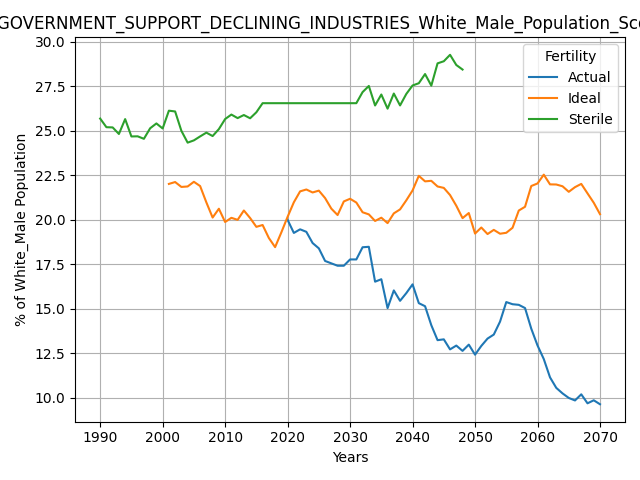 GOVERNMENT_SUPPORT_DECLINING_INDUSTRIES_White_Male_Population_Sc
30.0
27.5
25.0
22.5
20.0
17.5
15.0
12.5
10.0
% of White_Male Population
Fertility
Actual
Ideal
Sterile
1990 2000 2010 2020 2030 2040 2050 2060 2070
Years